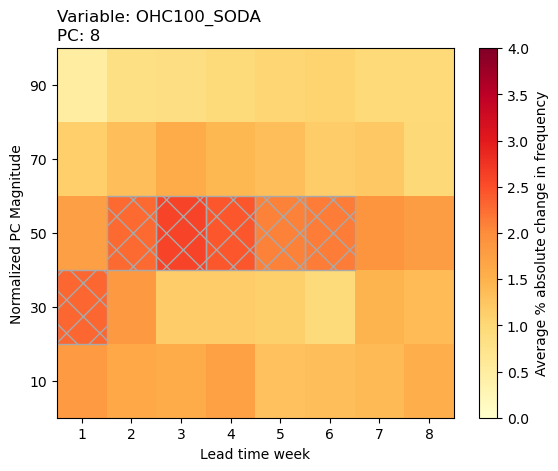 Variable: OHC100_SODA
PC: 8
90
70
50
30
10
Normalized PC Magnitude
1 2 3 4 5 6 7 8
Lead time week
4.0
3.5
3.0
2.5
2.0
1.5
1.0
0.5
0.0
Average % absolute change in frequency